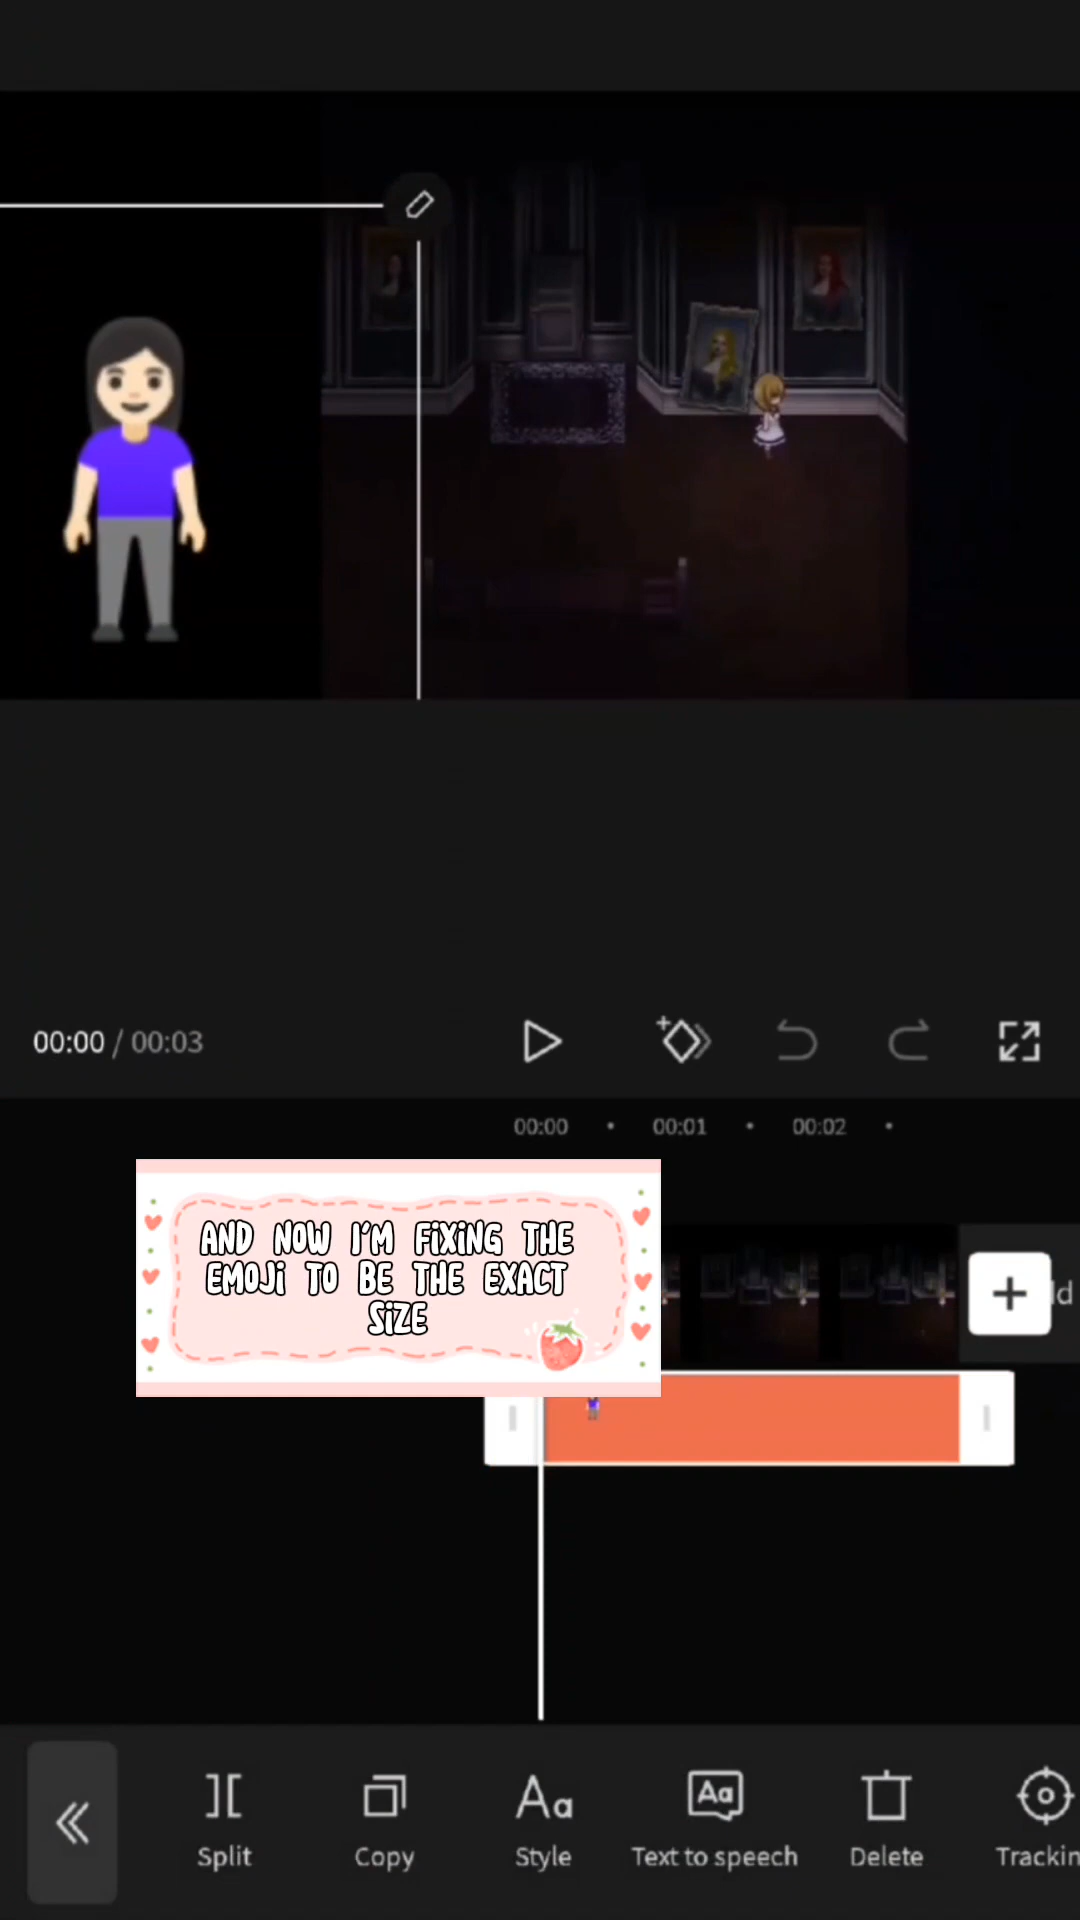 00:00 / 00:03
00:00 00:01 00:02
AND NOW I'M FIXING THE
EMOJI TO BE THE EXACT
SIZE
Split Copy Style Text to speech Delete Trackin